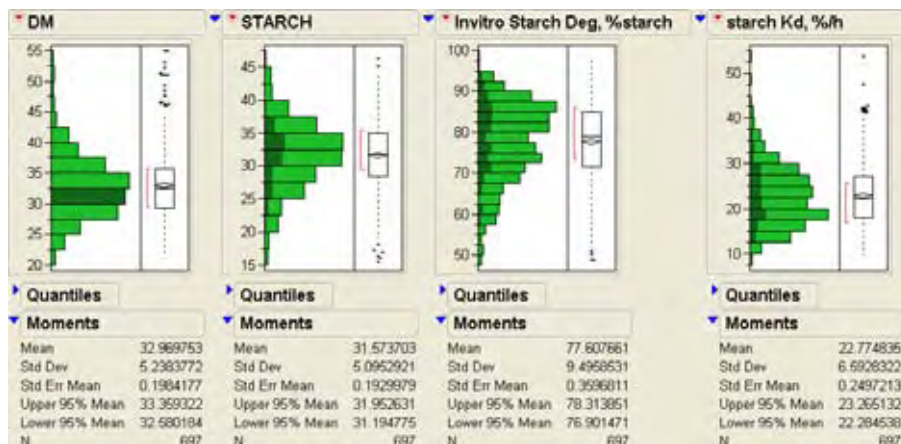 DM
55
50
45
40
35
30
25
20
Quantiles
Moments
Mean 32.969753
Std Dev 5.2383772
Std Err Mean 0.1984177
Upper 95% Mean 33.359322
Lower 95% Mean 32.580184
N 697
STARCH
45
40
35
30
25
20
15
Quantiles
Moments
Mean 31.573703
Std Dev 5.0952921
Std Err Mean 0.1929979
Upper 95% Mean 31.952631
Lower 95% Mean 31.194775
N 697
Invitro Starch Deg, %starch
100
90
80
70
60
50
Quantiles
Moments
Mean 77.607661
Std Dev 9.4958531
Std Err Mean 0.3596811
Upper 95% Mean 78.313851
Lower 95% Mean 76.901471
N 697
starch Kd, %/h
50
40
30
20
10
Quantiles
Moments
Mean 22.774835
Std Dev 6.5928322
Std Err Mean 0.2497213
Upper 95% Mean 23.265132
Lower 95% Mean 22.284538
N 697